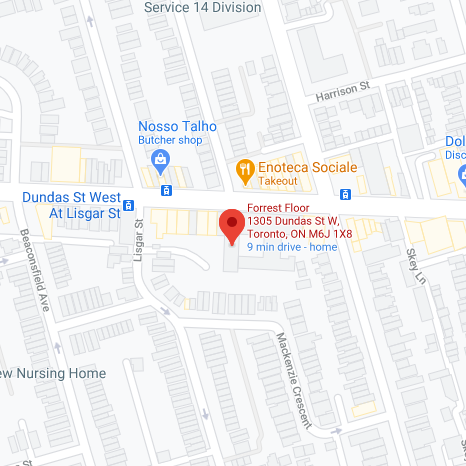 Service 14 Division
Harrison St
Nosso Talho
Butcher shop
Enoteca Sociale
Takeout
Dol
Disc
Dundas St West
At Lisgar St
Forrest Floor
1305 Dundas St W,
Toronto, ON M6J 1X8
9 min drive - home
Lisgar St
Beaconsfield Ave
Skey Ln
Mackenzie Crescent
ew Nursing Home